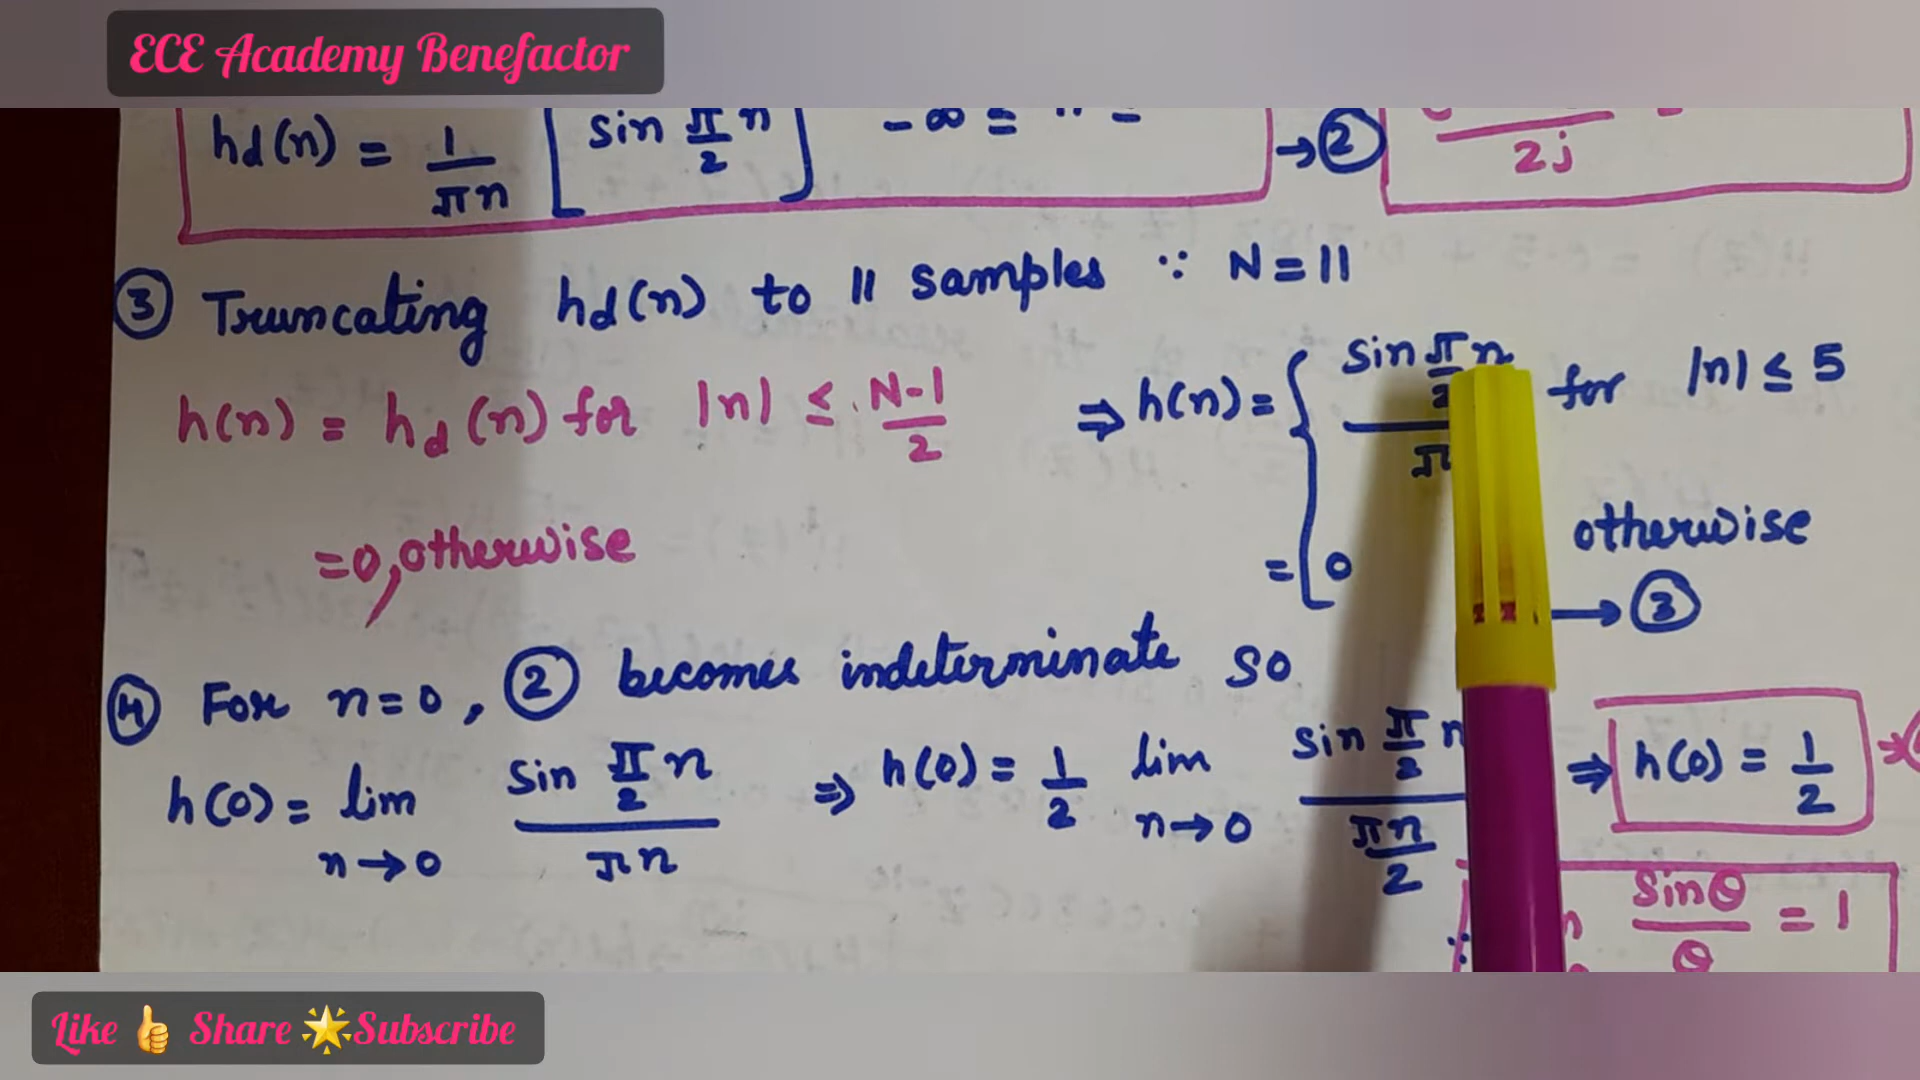 ECE Academy Benefactor
hd(n) = 1/πn [sin π/2 n] -∞ ≤ n ≤ → ②
2j
③ Truncating hd(n) to 11 samples ∵ N=11
h(n) = hd(n) for |n| ≤ N-1/2 ⇒ h(n) = { sin π/2 n / π for |n| ≤ 5
=0, otherwise = 0 otherwise
→ ③
④ For n=0, ② becomes indeterminate so
h(0) = lim n→0 sin π/2 n / πn ⇒ h(0) = 1/2 lim n→0 sin π/2 n / πn/2 ⇒ h(0) = 1/2
∵ sinθ/θ = 1
Like 👍 Share 🌟Subscribe